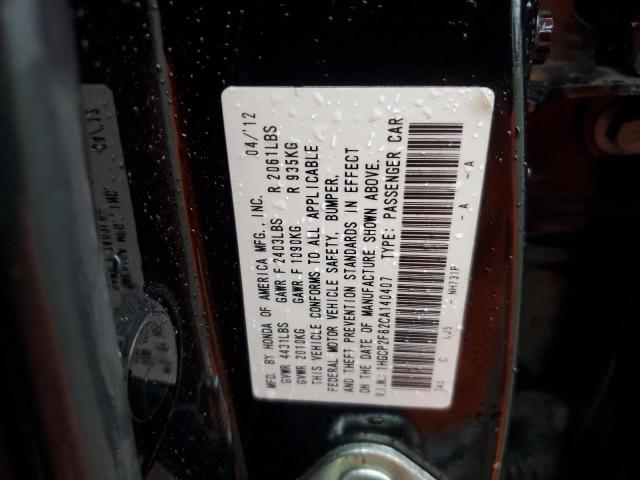 MFD. BY HONDA OF AMERICA MFG., INC. 04/12
GVWR 4431LBS GAWR F 2403LBS R 2061LBS
GVWR 2010KG GAWR F 1090KG R 935KG
THIS VEHICLE CONFORMS TO ALL APPLICABLE
FEDERAL MOTOR VEHICLE SAFETY, BUMPER,
AND THEFT PREVENTION STANDARDS IN EFFECT
ON THE DATE OF MANUFACTURE SHOWN ABOVE.
V.I.N.: 1HGCP2F82CA140407 TYPE: PASSENGER CAR
C LJ5 - NH731P - A - A